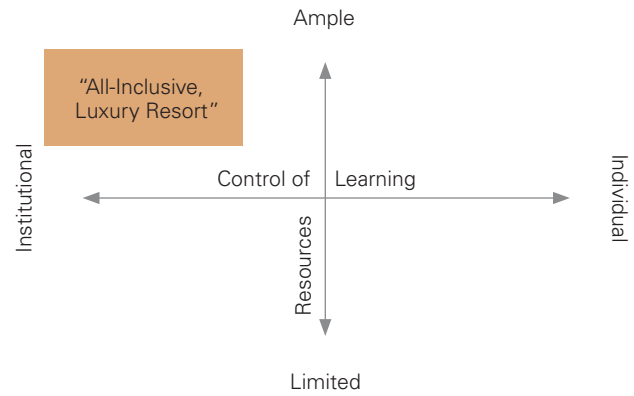 Ample
“All-Inclusive,
Luxury Resort”
Institutional
Control of Learning
Individual
Resources
Limited